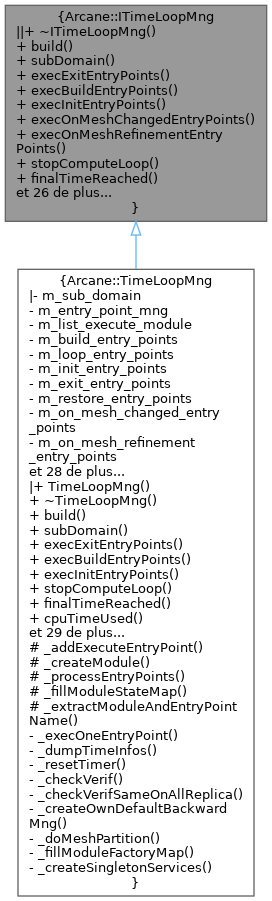 {Arcane::ITimeLoopMng
||+ ~ITimeLoopMng()
+ build()
+ subDomain()
+ execExitEntryPoints()
+ execBuildEntryPoints()
+ execInitEntryPoints()
+ execOnMeshChangedEntryPoints()
+ execOnMeshRefinementEntry
Points()
+ stopComputeLoop()
+ finalTimeReached()
et 26 de plus...
}
{Arcane::TimeLoopMng
|- m_sub_domain
- m_entry_point_mng
- m_list_execute_module
- m_build_entry_points
- m_loop_entry_points
- m_init_entry_points
- m_exit_entry_points
- m_restore_entry_points
- m_on_mesh_changed_entry
_points
- m_on_mesh_refinement
_entry_points
et 28 de plus...
|+ TimeLoopMng()
+ ~TimeLoopMng()
+ build()
+ subDomain()
+ execExitEntryPoints()
+ execBuildEntryPoints()
+ execInitEntryPoints()
+ stopComputeLoop()
+ finalTimeReached()
+ cpuTimeUsed()
et 29 de plus...
# _addExecuteEntryPoint()
# _createModule()
# _processEntryPoints()
# _fillModuleStateMap()
# _extractModuleAndEntryPoint
Name()
- _execOneEntryPoint()
- _dumpTimeInfos()
- _resetTimer()
- _checkVerif()
- _checkVerifSameOnAllReplica()
- _createOwnDefaultBackward
Mng()
- _doMeshPartition()
- _fillModuleFactoryMap()
- _createSingletonServices()
}